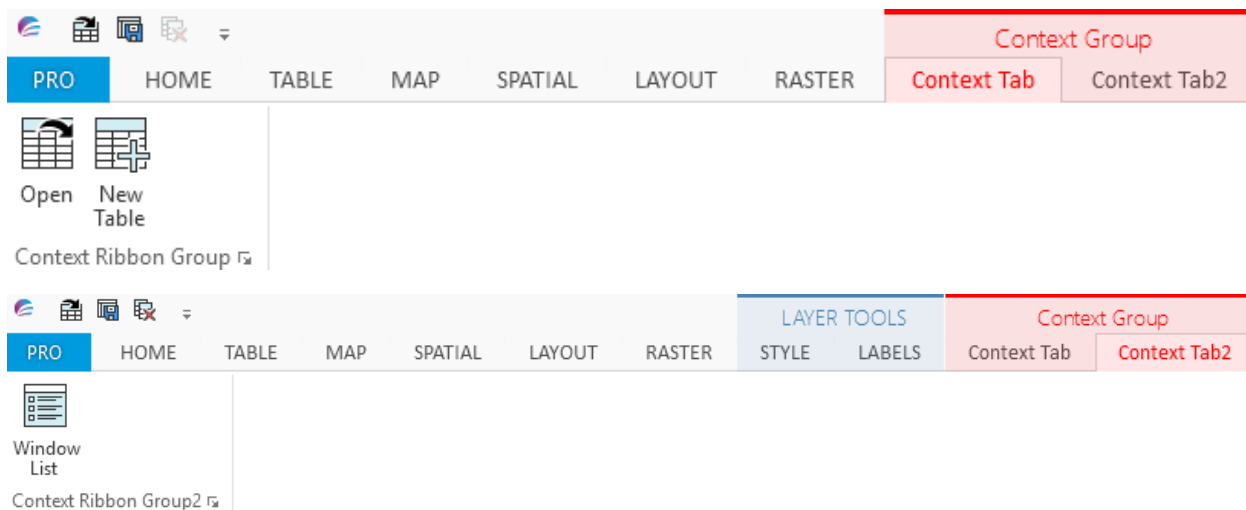 Context Group
PRO HOME TABLE MAP SPATIAL LAYOUT RASTER Context Tab Context Tab2
Open New
Table
Context Ribbon Group
LAYER TOOLS Context Group
PRO HOME TABLE MAP SPATIAL LAYOUT RASTER STYLE LABELS Context Tab Context Tab2
Window
List
Context Ribbon Group2